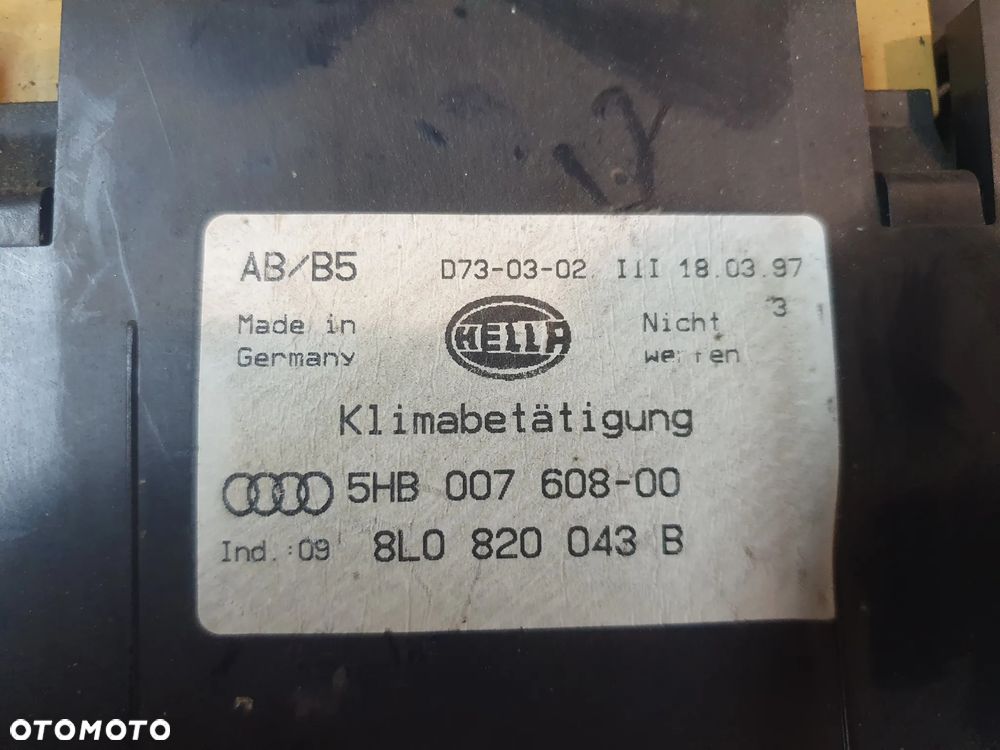 AB/B5 D73-03-02 III 18.03.97
Made in Germany
HELLA
Nicht 3
werfen
Klimabetätigung
5HB 007 608-00
Ind.:09 8L0 820 043 B
OTOMOTO